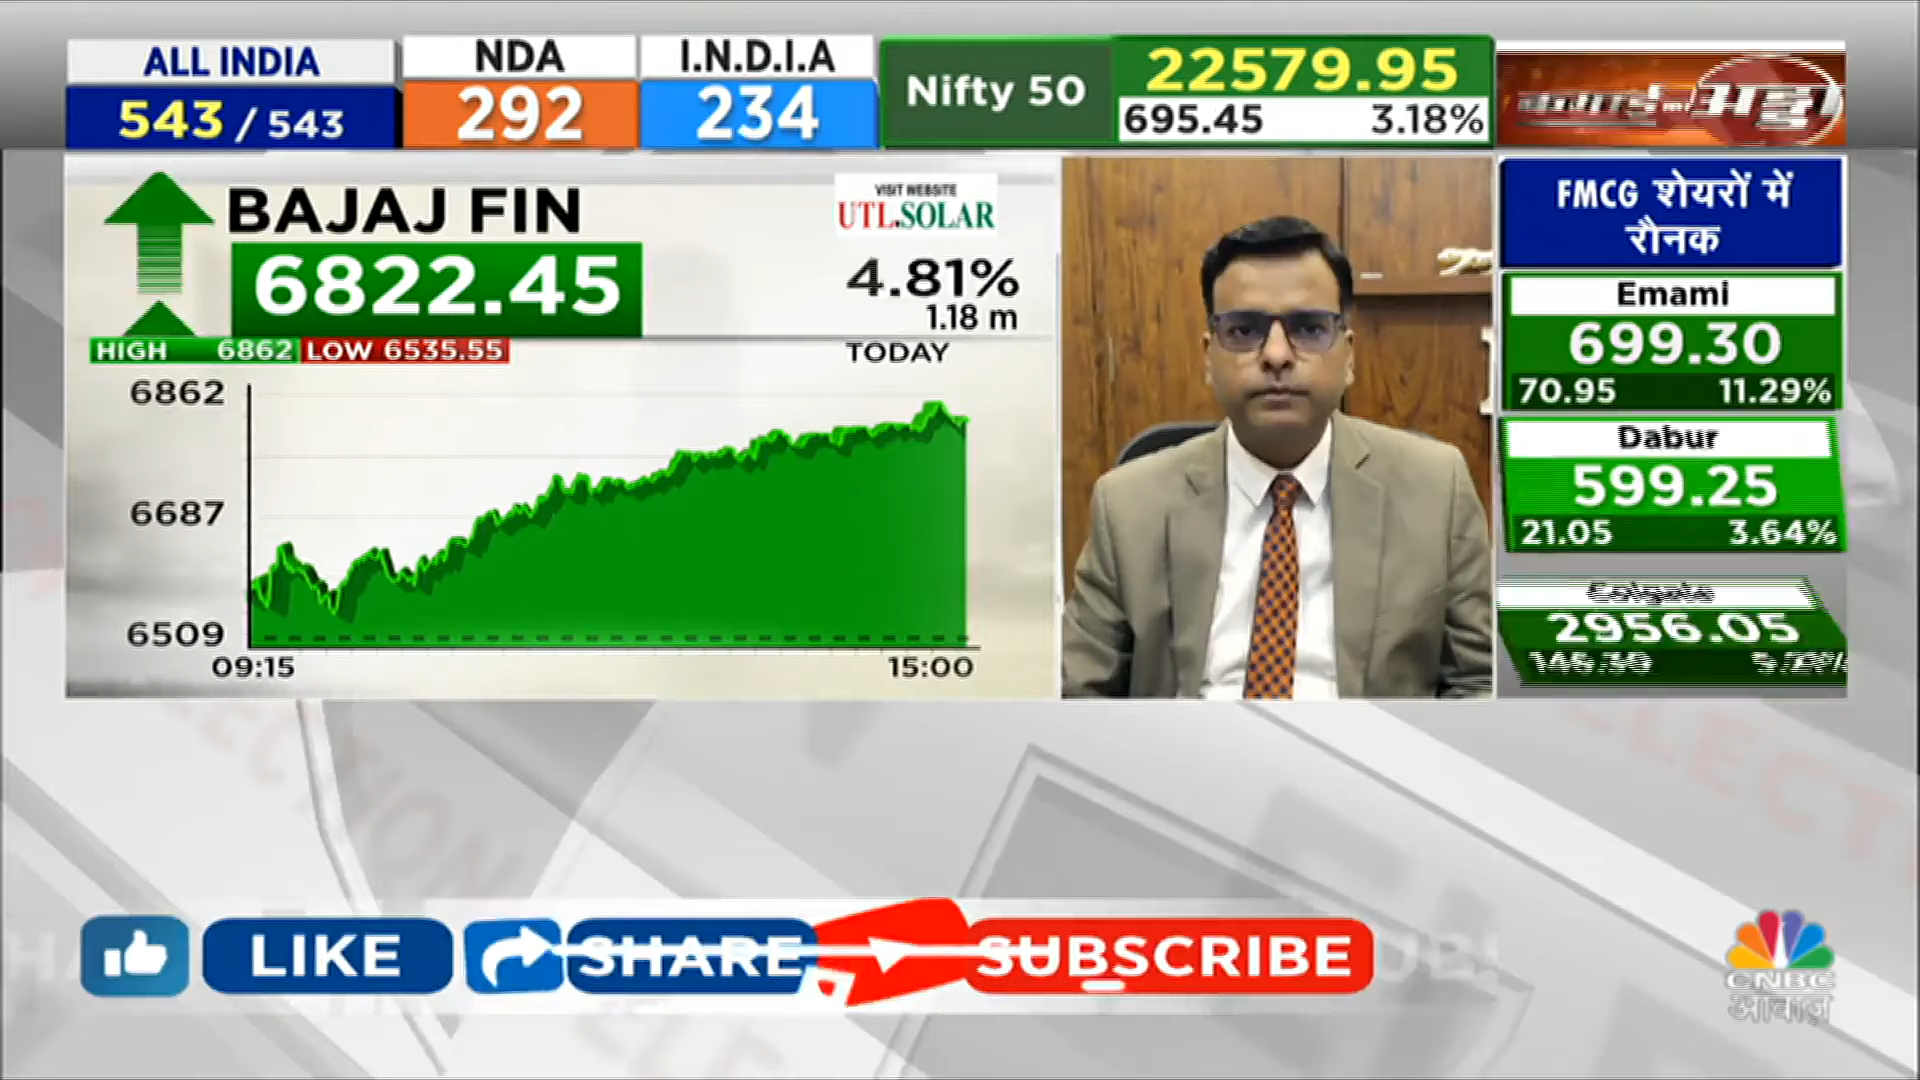 ALL INDIA
543 / 543
NDA
292
I.N.D.I.A
234
Nifty 50
22579.95
695.45 3.18%
BAJAJ FIN
6822.45
VISIT WEBSITE
UTL.SOLAR
4.81%
1.18 m
HIGH 6862 LOW 6535.55
TODAY
6862
6687
6509
09:15 15:00
FMCG शेयरों में
रौनक
Emami
699.30
70.95 11.29%
Dabur
599.25
21.05 3.64%
Colgate
2956.05
LIKE SHARE SUBSCRIBE
CNBC
आवाज़